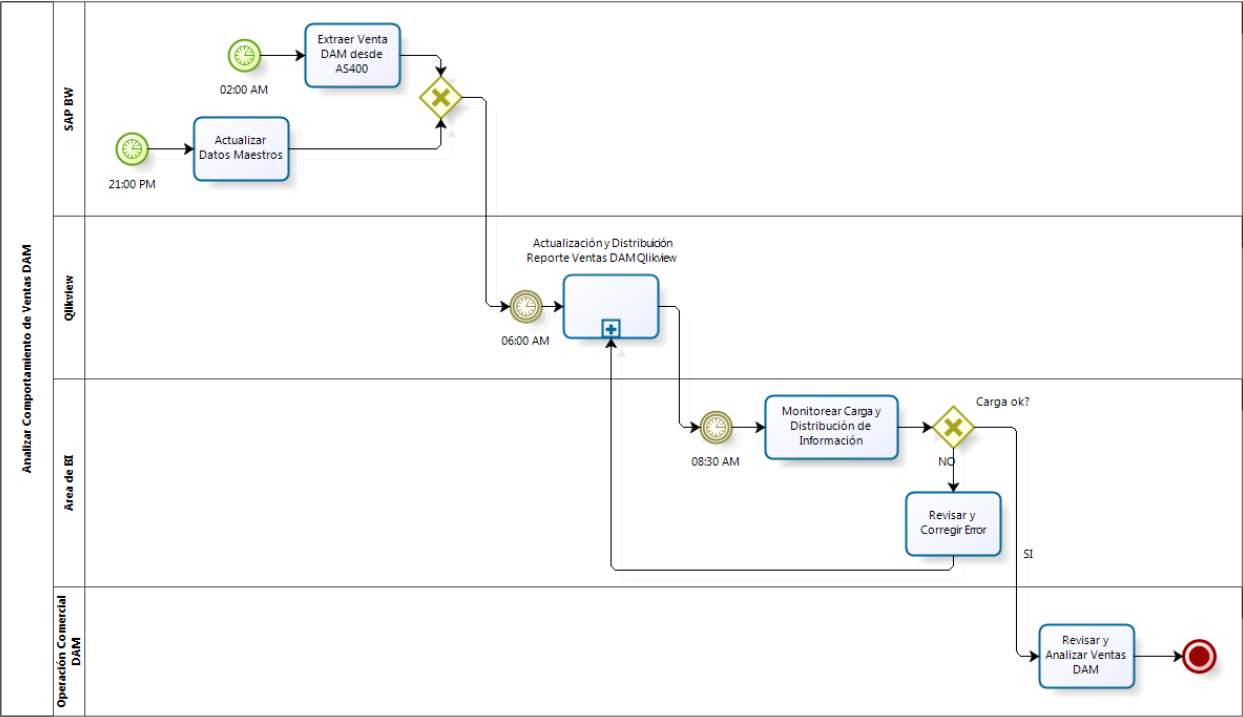 Analizar Comportamiento de Ventas DAM
SAP BW
Extraer Venta
DAM desde
AS400
02:00 AM
Actualizar
Datos Maestros
21:00 PM
Qlikview
Actualización y Distribuición
Reporte Ventas DAM Qlikview
06:00 AM
Area de BI
Monitorear Carga y
Distribución de
Información
08:30 AM
Carga ok?
NO
Revisar y
Corregir Error
SI
Operación Comercial
DAM
Revisar y
Analizar Ventas
DAM